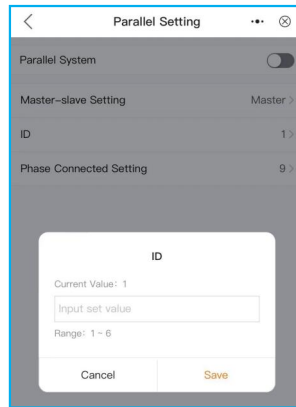 Parallel Setting
Parallel System
Master-slave Setting Master >
ID 1 >
Phase Connected Setting 9 >
ID
Current Value: 1
Input set value
Range: 1 ~ 6
Cancel Save